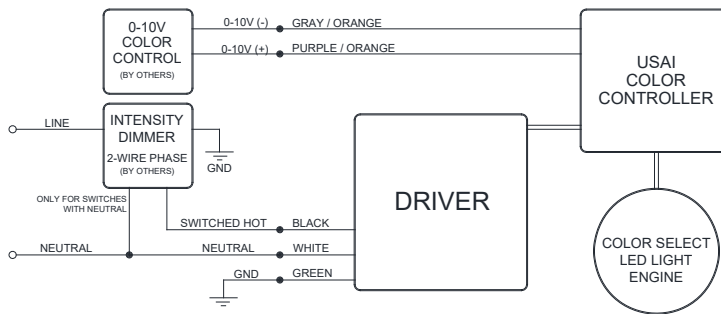 0-10V
COLOR
CONTROL
(BY OTHERS)
0-10V (-)
GRAY / ORANGE
0-10V (+)
PURPLE / ORANGE
USAI
COLOR
CONTROLLER
LINE
INTENSITY
DIMMER
2-WIRE PHASE
(BY OTHERS)
GND
ONLY FOR SWITCHES
WITH NEUTRAL
DRIVER
SWITCHED HOT
BLACK
NEUTRAL
NEUTRAL
WHITE
GND
GREEN
COLOR SELECT
LED LIGHT
ENGINE